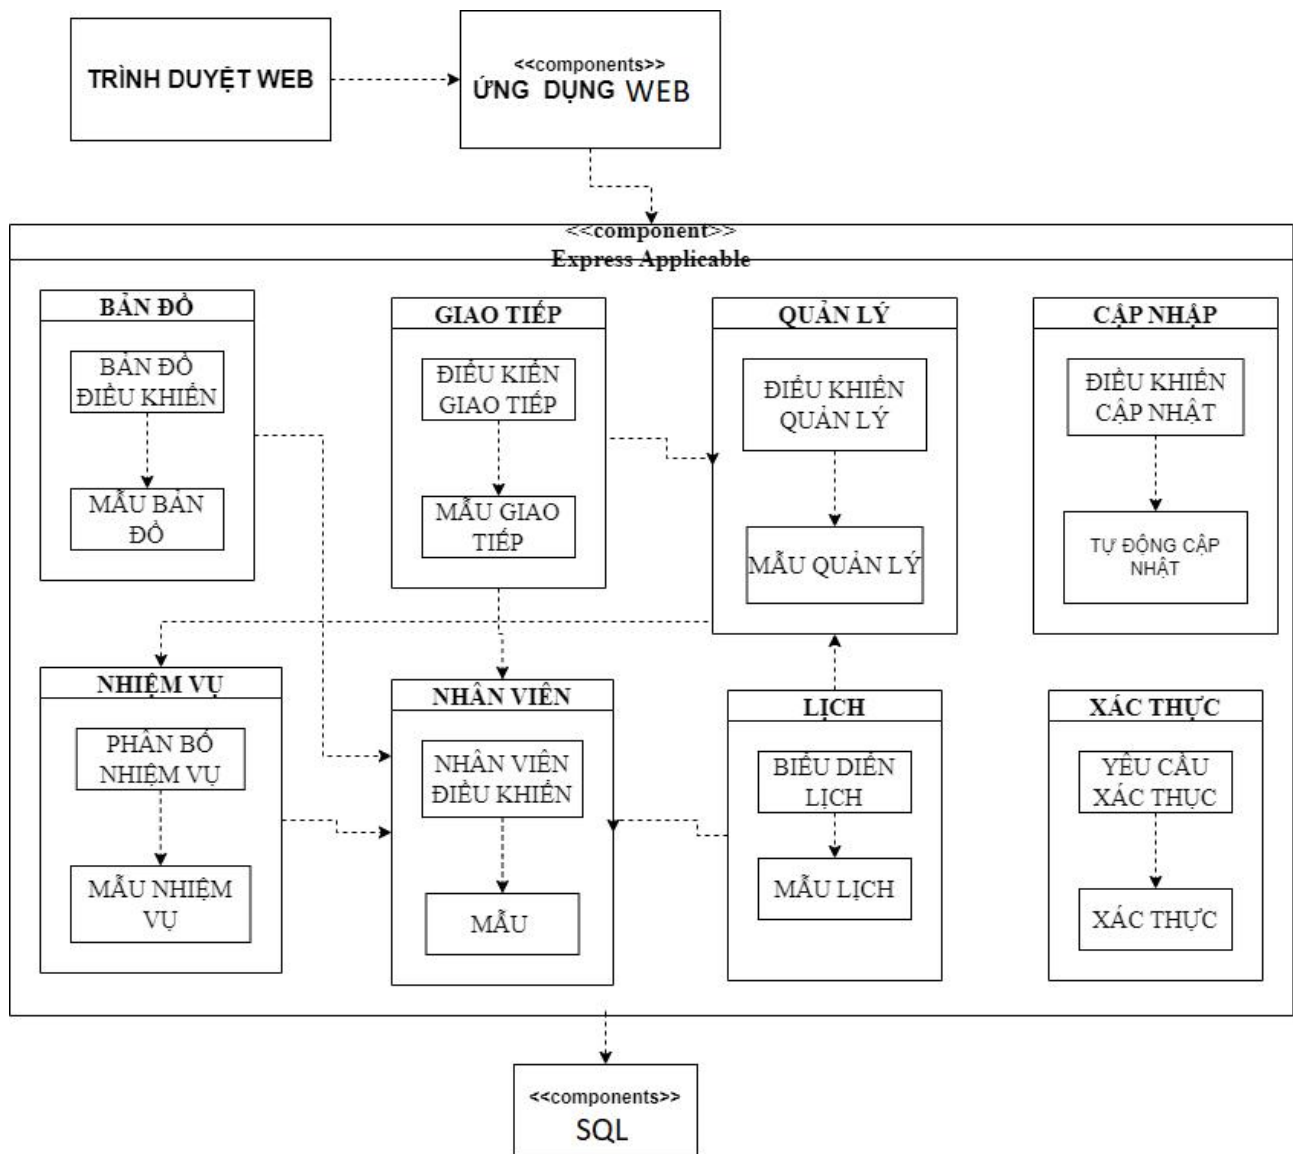 TRÌNH DUYỆT WEB
<<components>>
ỨNG DỤNG WEB
<<component>>
Express Applicable
BẢN ĐỒ
BẢN ĐỒ
ĐIỀU KHIỂN
MẪU BẢN
ĐỒ
GIAO TIẾP
ĐIỀU KIẾN
GIAO TIẾP
MẪU GIAO
TIẾP
QUẢN LÝ
ĐIỀU KHIỂN
QUẢN LÝ
MẪU QUẢN LÝ
CẬP NHẬP
ĐIỀU KHIỂN
CẬP NHẬT
TỰ ĐỘNG CẬP
NHẬT
NHIỆM VỤ
PHÂN BỐ
NHIỆM VỤ
MẪU NHIỆM
VỤ
NHÂN VIÊN
NHÂN VIÊN
ĐIỀU KHIỂN
MẪU
LỊCH
BIỂU DIỄN
LỊCH
MẪU LỊCH
XÁC THỰC
YÊU CẦU
XÁC THỤC
XÁC THỰC
<<components>>
SQL